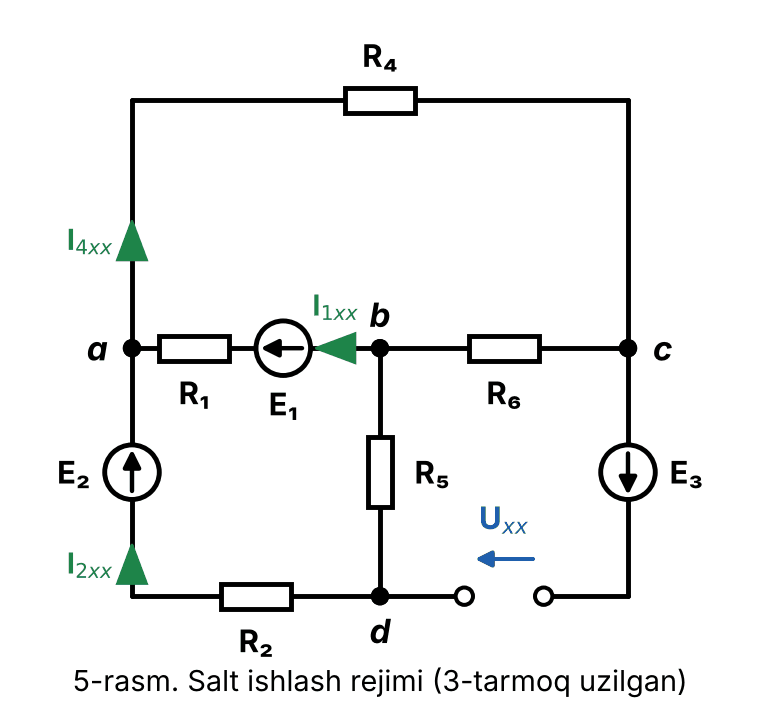 R₄
I₄ₓₓ
I₁ₓₓ
b
a
c
R₁
E₁
R₆
E₂
R₅
E₃
Uₓₓ
I₂ₓₓ
d
R₂
5-rasm. Salt ishlash rejimi (3-tarmoq uzilgan)